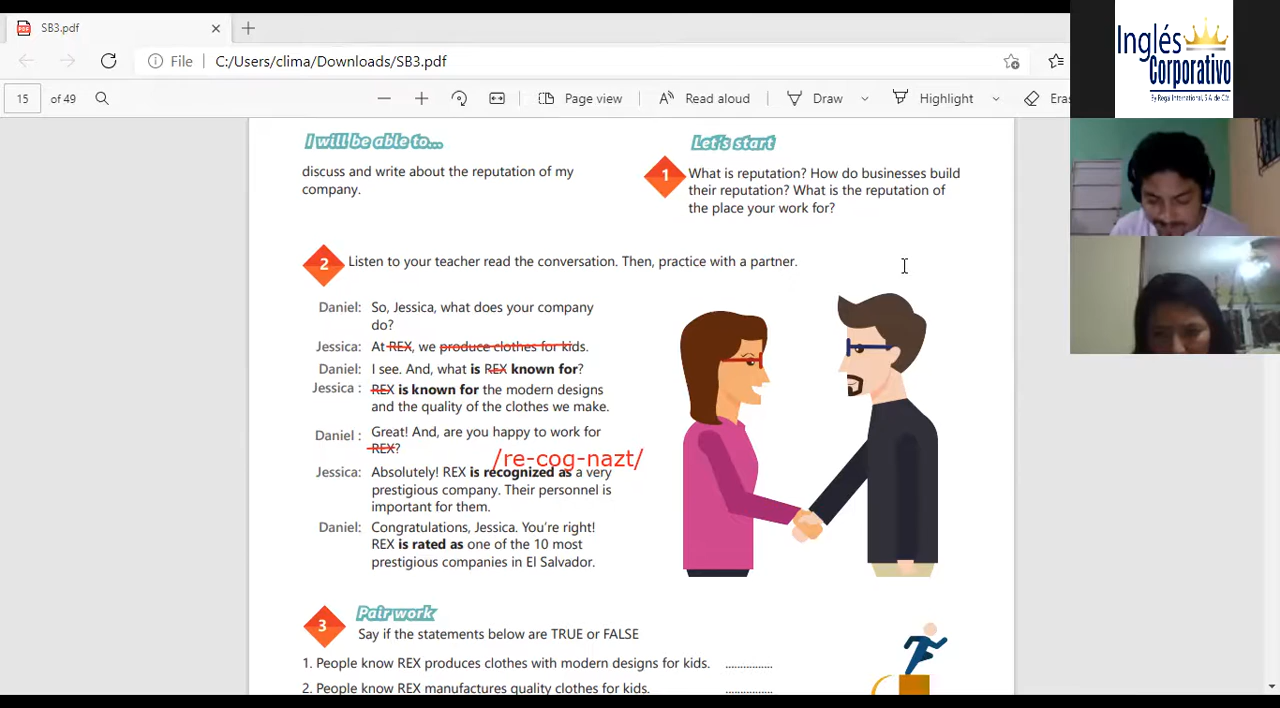 SB3.pdf
File C:/Users/clima/Downloads/SB3.pdf
15 of 49 Page view Read aloud Draw Highlight Eras
Inglés
Corporativo
By Rega International, S.A de C.V.
I will be able to...
discuss and write about the reputation of my
company.
Let's start
1 What is reputation? How do businesses build
their reputation? What is the reputation of
the place your work for?
2 Listen to your teacher read the conversation. Then, practice with a partner.
Daniel: So, Jessica, what does your company
do?
Jessica: At REX, we produce clothes for kids.
Daniel: I see. And, what is REX known for?
Jessica : REX is known for the modern designs
and the quality of the clothes we make.
Daniel : Great! And, are you happy to work for
REX?
/re-cog-nazt/
Jessica: Absolutely! REX is recognized as a very
prestigious company. Their personnel is
important for them.
Daniel: Congratulations, Jessica. You're right!
REX is rated as one of the 10 most
prestigious companies in El Salvador.
3 Pair work
Say if the statements below are TRUE or FALSE
1. People know REX produces clothes with modern designs for kids. ................
2. People know REX manufactures quality clothes for kids. ................